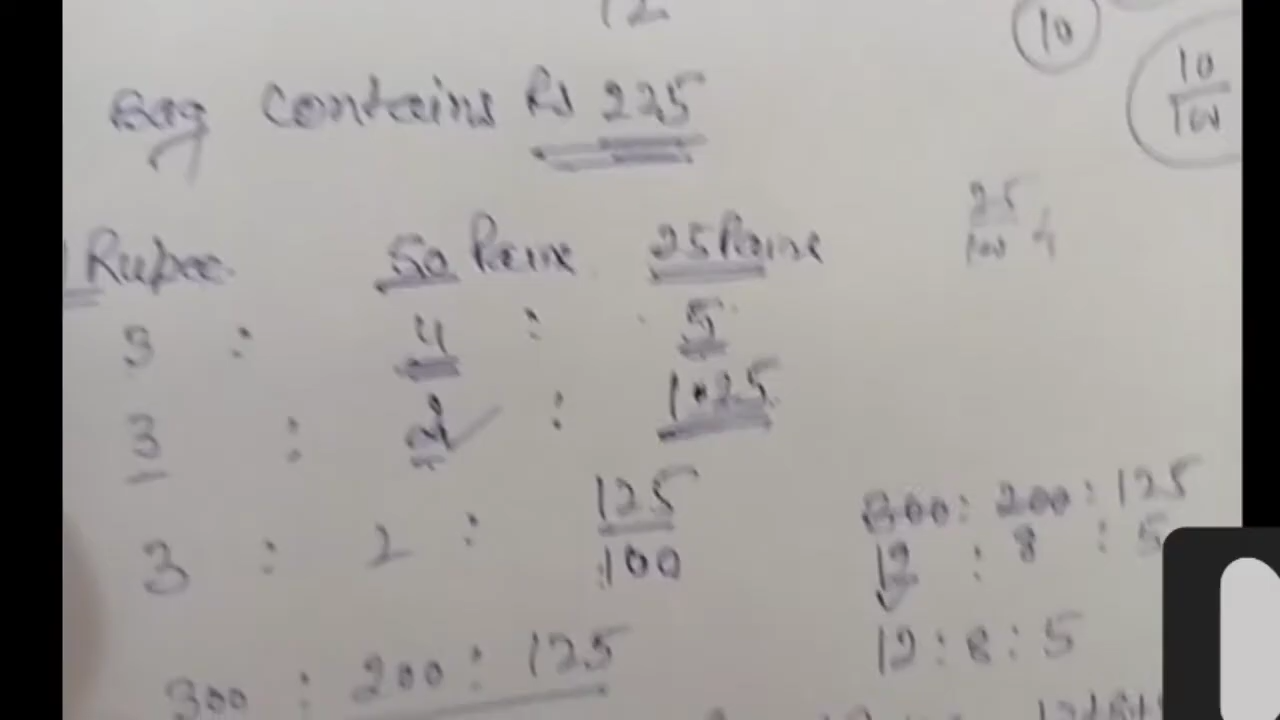 12
10
10/100
Bag contains Rs 225
1 Rupee 50 Paise 25 Paise
25/100
3 : 4 : 5
3 : 2 : 1.25
3 : 2 : 125/100
300 : 200 : 125
12 : 8 : 5
12 : 8 : 5
300 : 200 : 125